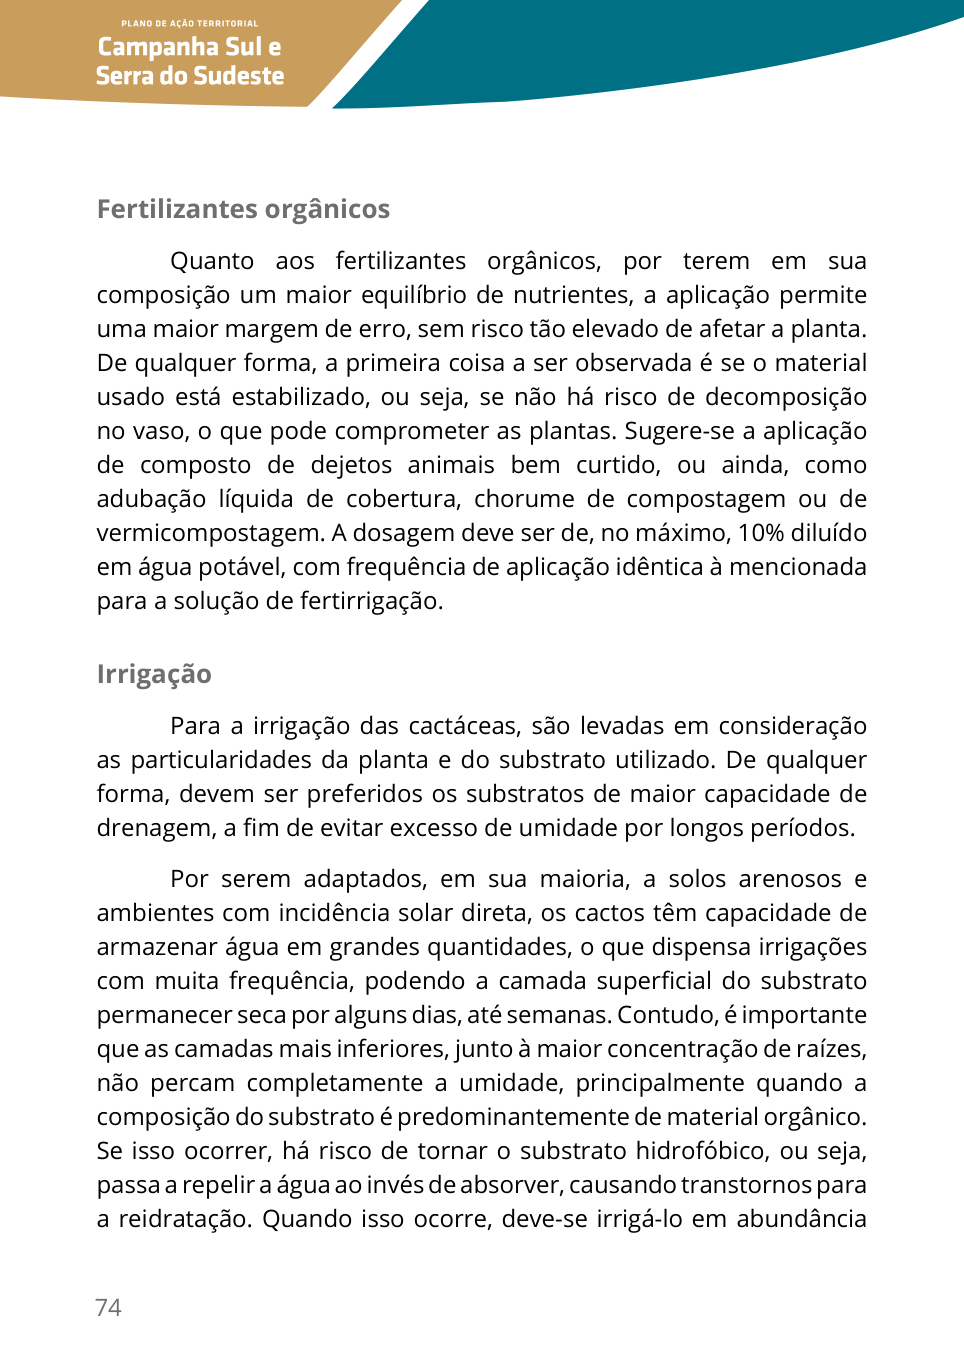 PLANO DE AÇÃO TERRITORIAL
Campanha Sul e
Serra do Sudeste
Fertilizantes orgânicos
Quanto aos fertilizantes orgânicos, por terem em sua
composição um maior equilíbrio de nutrientes, a aplicação permite
uma maior margem de erro, sem risco tão elevado de afetar a planta.
De qualquer forma, a primeira coisa a ser observada é se o material
usado está estabilizado, ou seja, se não há risco de decomposição
no vaso, o que pode comprometer as plantas. Sugere-se a aplicação
de composto de dejetos animais bem curtido, ou ainda, como
adubação líquida de cobertura, chorume de compostagem ou de
vermicompostagem. A dosagem deve ser de, no máximo, 10% diluído
em água potável, com frequência de aplicação idêntica à mencionada
para a solução de fertirrigação.
Irrigação
Para a irrigação das cactáceas, são levadas em consideração
as particularidades da planta e do substrato utilizado. De qualquer
forma, devem ser preferidos os substratos de maior capacidade de
drenagem, a fim de evitar excesso de umidade por longos períodos.
Por serem adaptados, em sua maioria, a solos arenosos e
ambientes com incidência solar direta, os cactos têm capacidade de
armazenar água em grandes quantidades, o que dispensa irrigações
com muita frequência, podendo a camada superficial do substrato
permanecer seca por alguns dias, até semanas. Contudo, é importante
que as camadas mais inferiores, junto à maior concentração de raízes,
não percam completamente a umidade, principalmente quando a
composição do substrato é predominantemente de material orgânico.
Se isso ocorrer, há risco de tornar o substrato hidrofóbico, ou seja,
passa a repelir a água ao invés de absorver, causando transtornos para
a reidratação. Quando isso ocorre, deve-se irrigá-lo em abundância
74